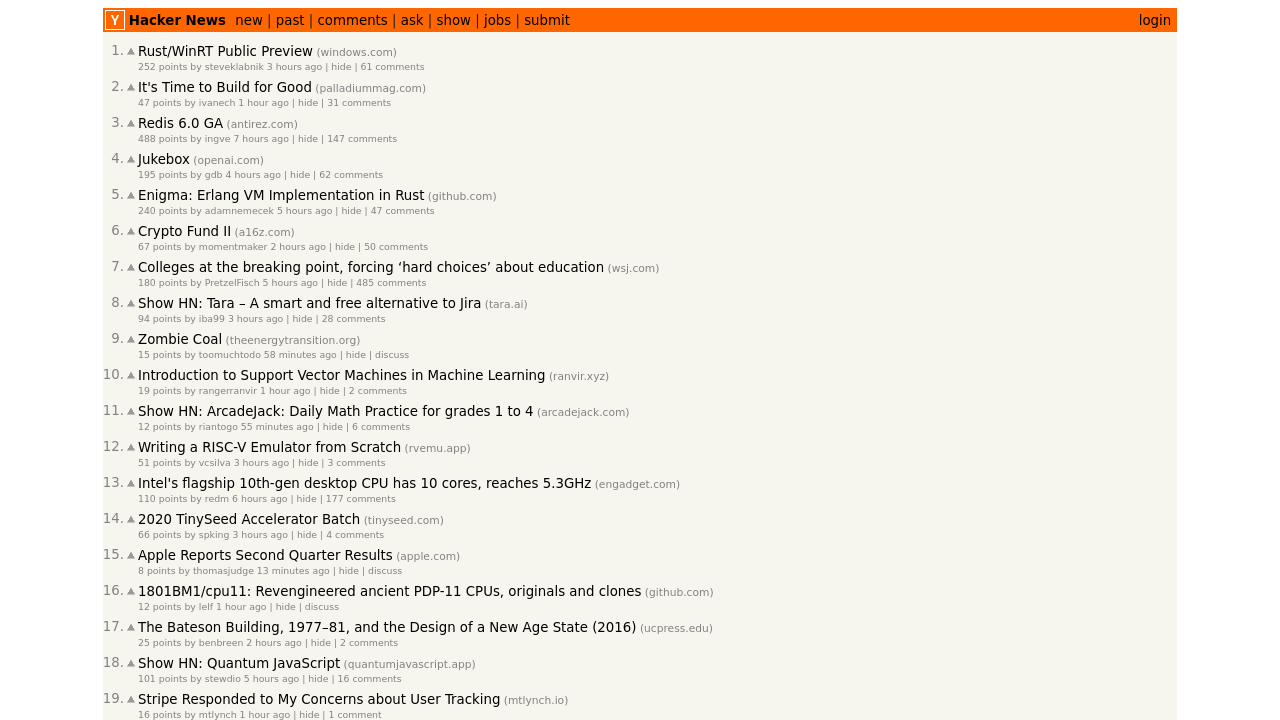 Y Hacker News new | past | comments | ask | show | jobs | submit login
1. Rust/WinRT Public Preview (windows.com)
252 points by steveklabnik 3 hours ago | hide | 61 comments
2. It's Time to Build for Good (palladiummag.com)
47 points by ivanech 1 hour ago | hide | 31 comments
3. Redis 6.0 GA (antirez.com)
488 points by ingve 7 hours ago | hide | 147 comments
4. Jukebox (openai.com)
195 points by gdb 4 hours ago | hide | 62 comments
5. Enigma: Erlang VM Implementation in Rust (github.com)
240 points by adamnemecek 5 hours ago | hide | 47 comments
6. Crypto Fund II (a16z.com)
67 points by momentmaker 2 hours ago | hide | 50 comments
7. Colleges at the breaking point, forcing ‘hard choices’ about education (wsj.com)
180 points by PretzelFisch 5 hours ago | hide | 485 comments
8. Show HN: Tara – A smart and free alternative to Jira (tara.ai)
94 points by iba99 3 hours ago | hide | 28 comments
9. Zombie Coal (theenergytransition.org)
15 points by toomuchtodo 58 minutes ago | hide | discuss
10. Introduction to Support Vector Machines in Machine Learning (ranvir.xyz)
19 points by rangerranvir 1 hour ago | hide | 2 comments
11. Show HN: ArcadeJack: Daily Math Practice for grades 1 to 4 (arcadejack.com)
12 points by riantogo 55 minutes ago | hide | 6 comments
12. Writing a RISC-V Emulator from Scratch (rvemu.app)
51 points by vcsilva 3 hours ago | hide | 3 comments
13. Intel's flagship 10th-gen desktop CPU has 10 cores, reaches 5.3GHz (engadget.com)
110 points by redm 6 hours ago | hide | 177 comments
14. 2020 TinySeed Accelerator Batch (tinyseed.com)
66 points by spking 3 hours ago | hide | 4 comments
15. Apple Reports Second Quarter Results (apple.com)
8 points by thomasjudge 13 minutes ago | hide | discuss
16. 1801BM1/cpu11: Revengineered ancient PDP-11 CPUs, originals and clones (github.com)
12 points by lelf 1 hour ago | hide | discuss
17. The Bateson Building, 1977–81, and the Design of a New Age State (2016) (ucpress.edu)
25 points by benbreen 2 hours ago | hide | 2 comments
18. Show HN: Quantum JavaScript (quantumjavascript.app)
101 points by stewdio 5 hours ago | hide | 16 comments
19. Stripe Responded to My Concerns about User Tracking (mtlynch.io)
16 points by mtlynch 1 hour ago | hide | 1 comment